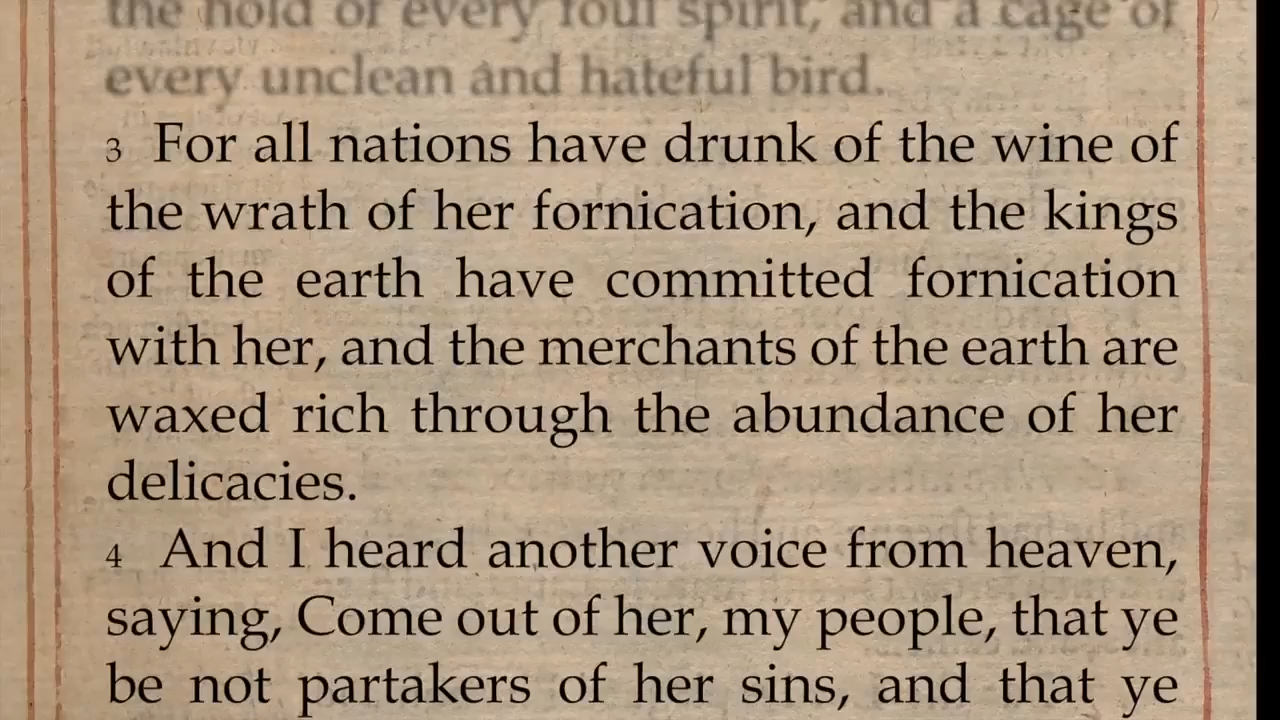 the hold of every foul spirit, and a cage of
every unclean and hateful bird.
3 For all nations have drunk of the wine of
the wrath of her fornication, and the kings
of the earth have committed fornication
with her, and the merchants of the earth are
waxed rich through the abundance of her
delicacies.
4 And I heard another voice from heaven,
saying, Come out of her, my people, that ye
be not partakers of her sins, and that ye